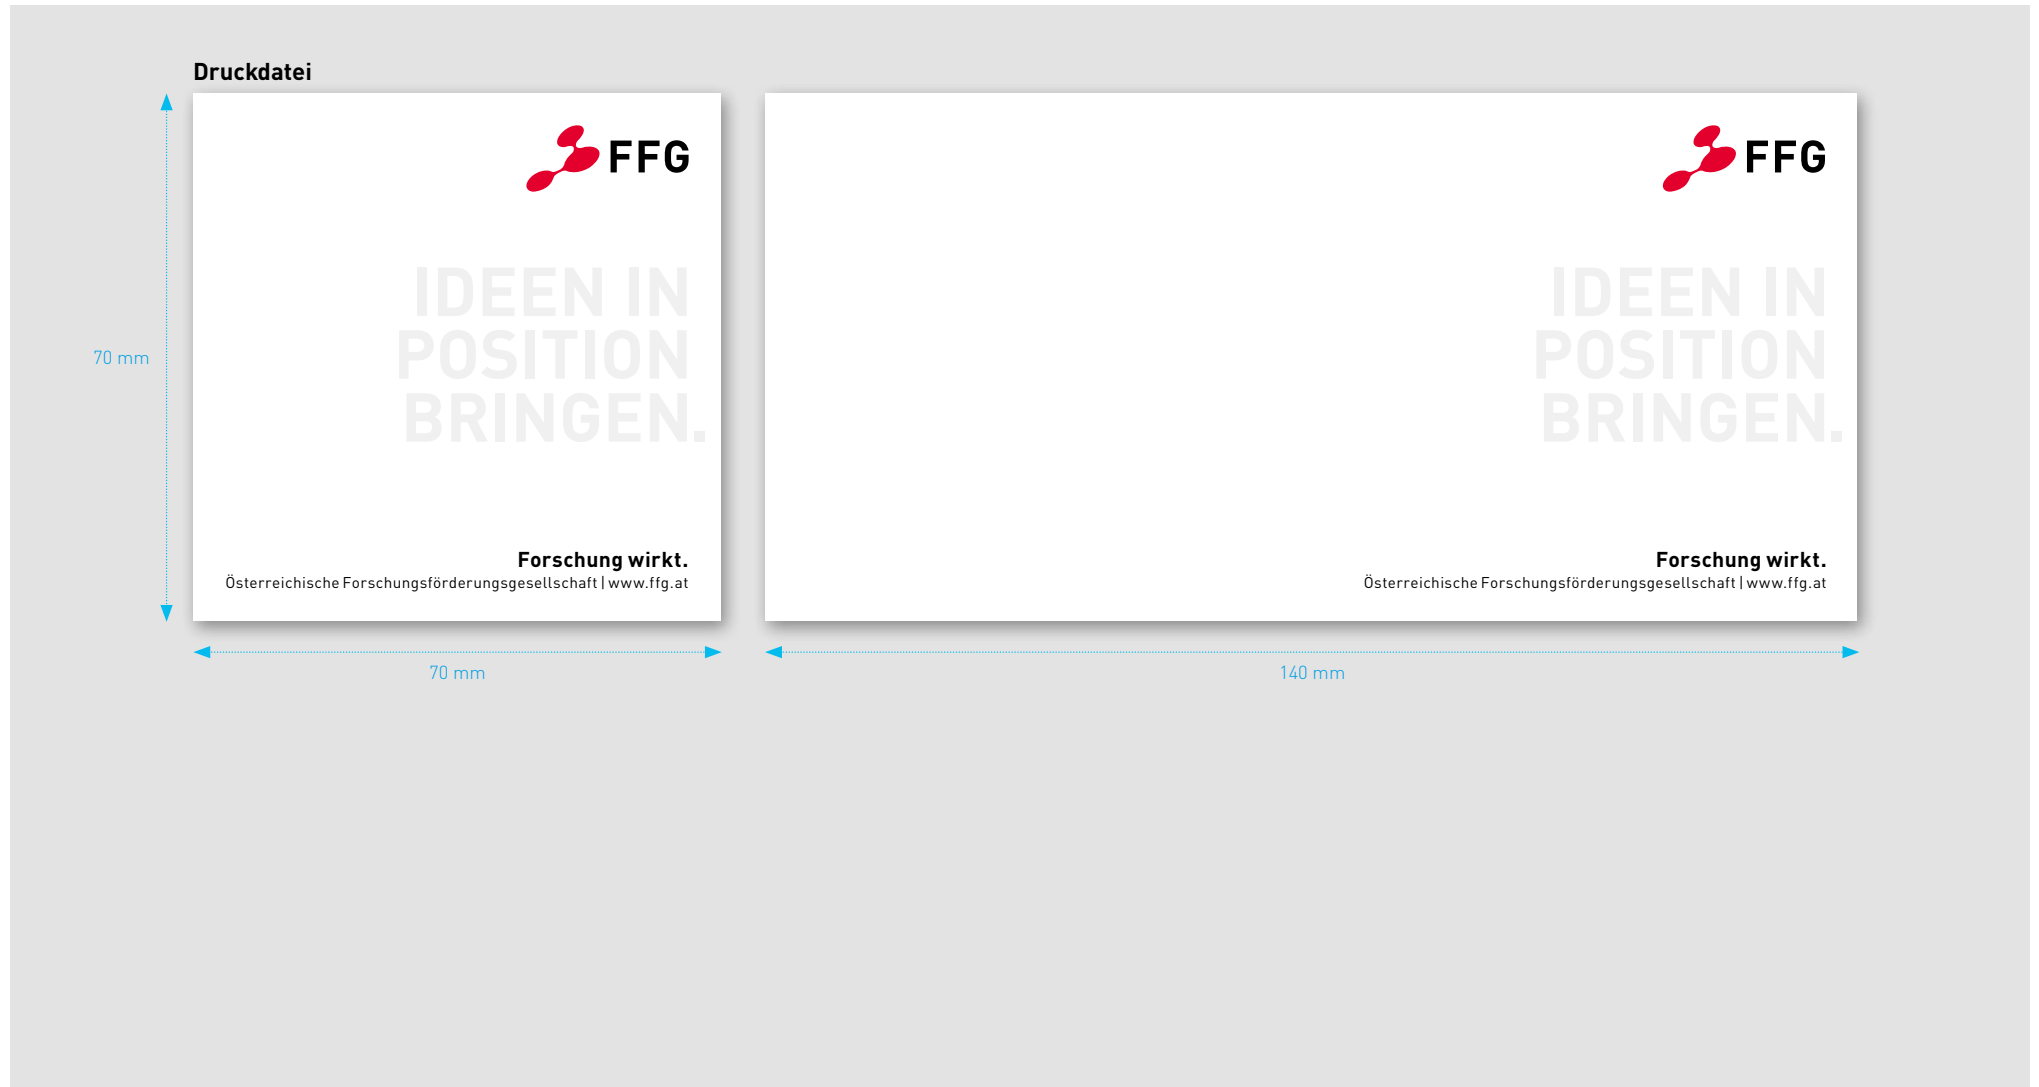 Druckdatei
FFG
IDEEN IN
POSITION
BRINGEN.
Forschung wirkt.
Österreichische Forschungsförderungsgesellschaft | www.ffg.at
70 mm
70 mm
FFG
IDEEN IN
POSITION
BRINGEN.
Forschung wirkt.
Österreichische Forschungsförderungsgesellschaft | www.ffg.at
140 mm